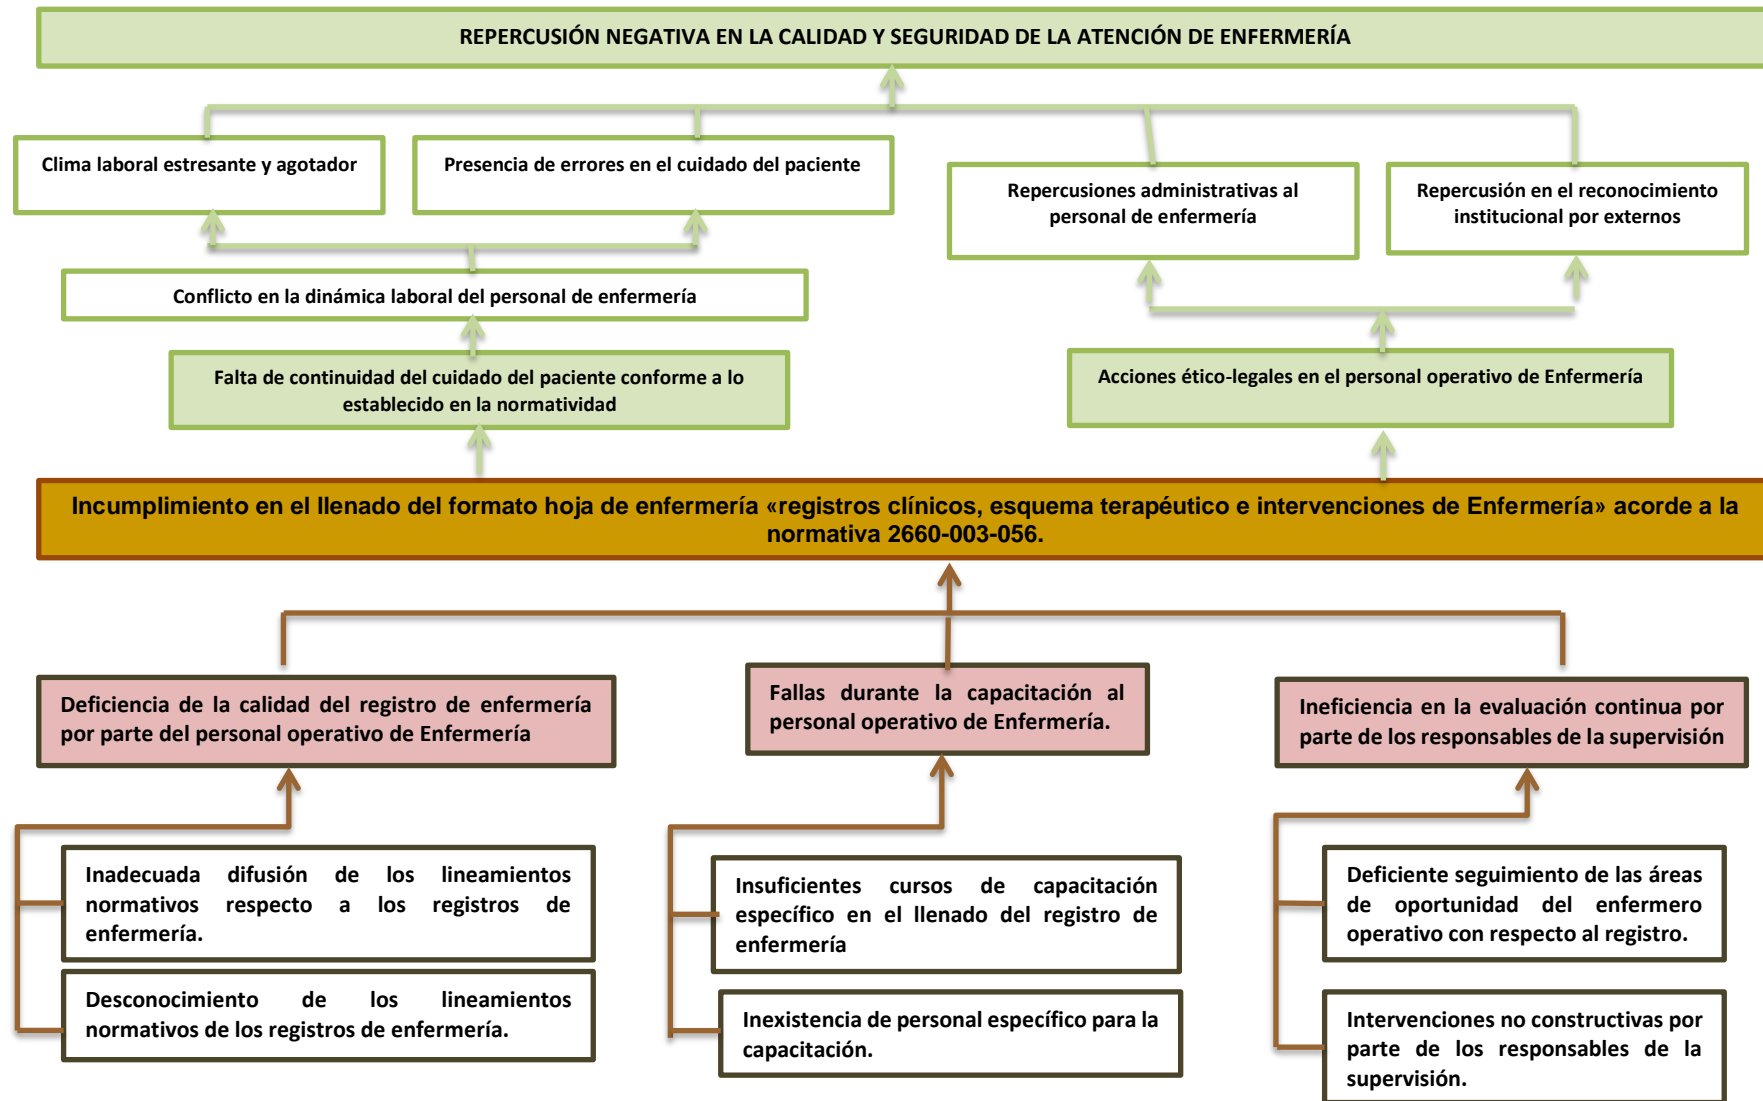 REPERCUSIÓN NEGATIVA EN LA CALIDAD Y SEGURIDAD DE LA ATENCIÓN DE ENFERMERÍA
Clima laboral estresante y agotador
Presencia de errores en el cuidado del paciente
Repercusiones administrativas al
personal de enfermería
Repercusión en el reconocimiento
institucional por externos
Conflicto en la dinámica laboral del personal de enfermería
Falta de continuidad del cuidado del paciente conforme a lo
establecido en la normatividad
Acciones ético-legales en el personal operativo de Enfermería
Incumplimiento en el llenado del formato hoja de enfermería «registros clínicos, esquema terapéutico e intervenciones de Enfermería» acorde a la
normativa 2660-003-056.
Deficiencia de la calidad del registro de enfermería
por parte del personal operativo de Enfermería
Fallas durante la capacitación al
personal operativo de Enfermería.
Ineficiencia en la evaluación continua por
parte de los responsables de la supervisión
Inadecuada difusión de los lineamientos
normativos respecto a los registros de
enfermería.
Desconocimiento de los lineamientos
normativos de los registros de enfermería.
Insuficientes cursos de capacitación
específico en el llenado del registro de
enfermería
Inexistencia de personal específico para la
capacitación.
Deficiente seguimiento de las áreas
de oportunidad del enfermero
operativo con respecto al registro.
Intervenciones no constructivas por
parte de los responsables de la
supervisión.